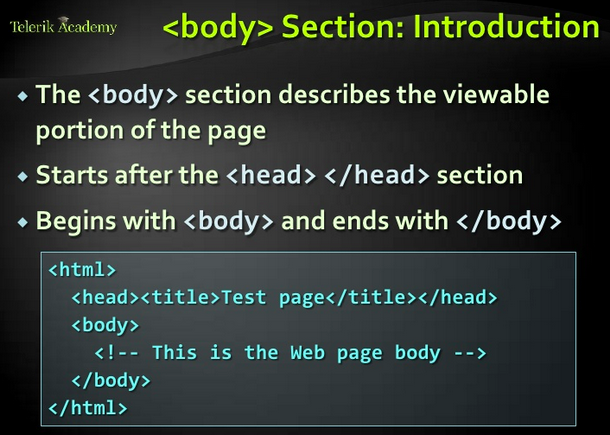 Telerik Academy
<body> Section: Introduction
The <body> section describes the viewable
portion of the page
Starts after the <head> </head> section
Begins with <body> and ends with </body>
<html>
  <head><title>Test page</title></head>
  <body>
    <!-- This is the Web page body -->
  </body>
</html>